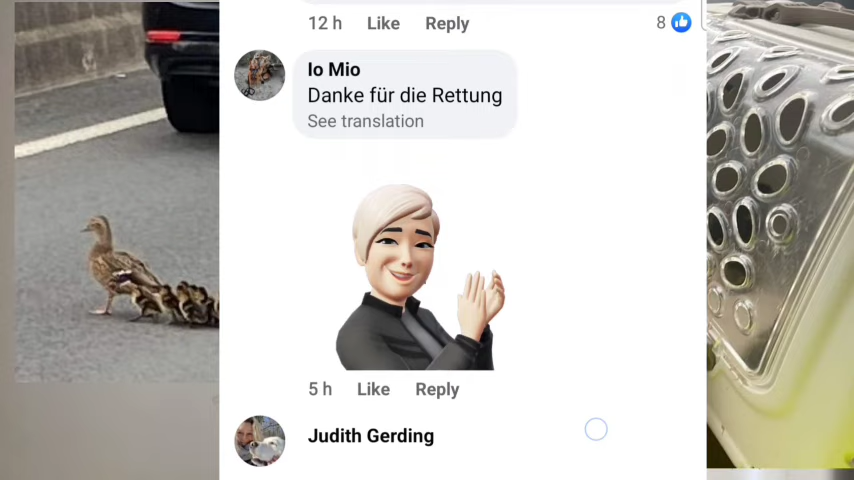 12 h Like Reply 8
Io Mio
Danke für die Rettung
See translation
5 h Like Reply
Judith Gerding